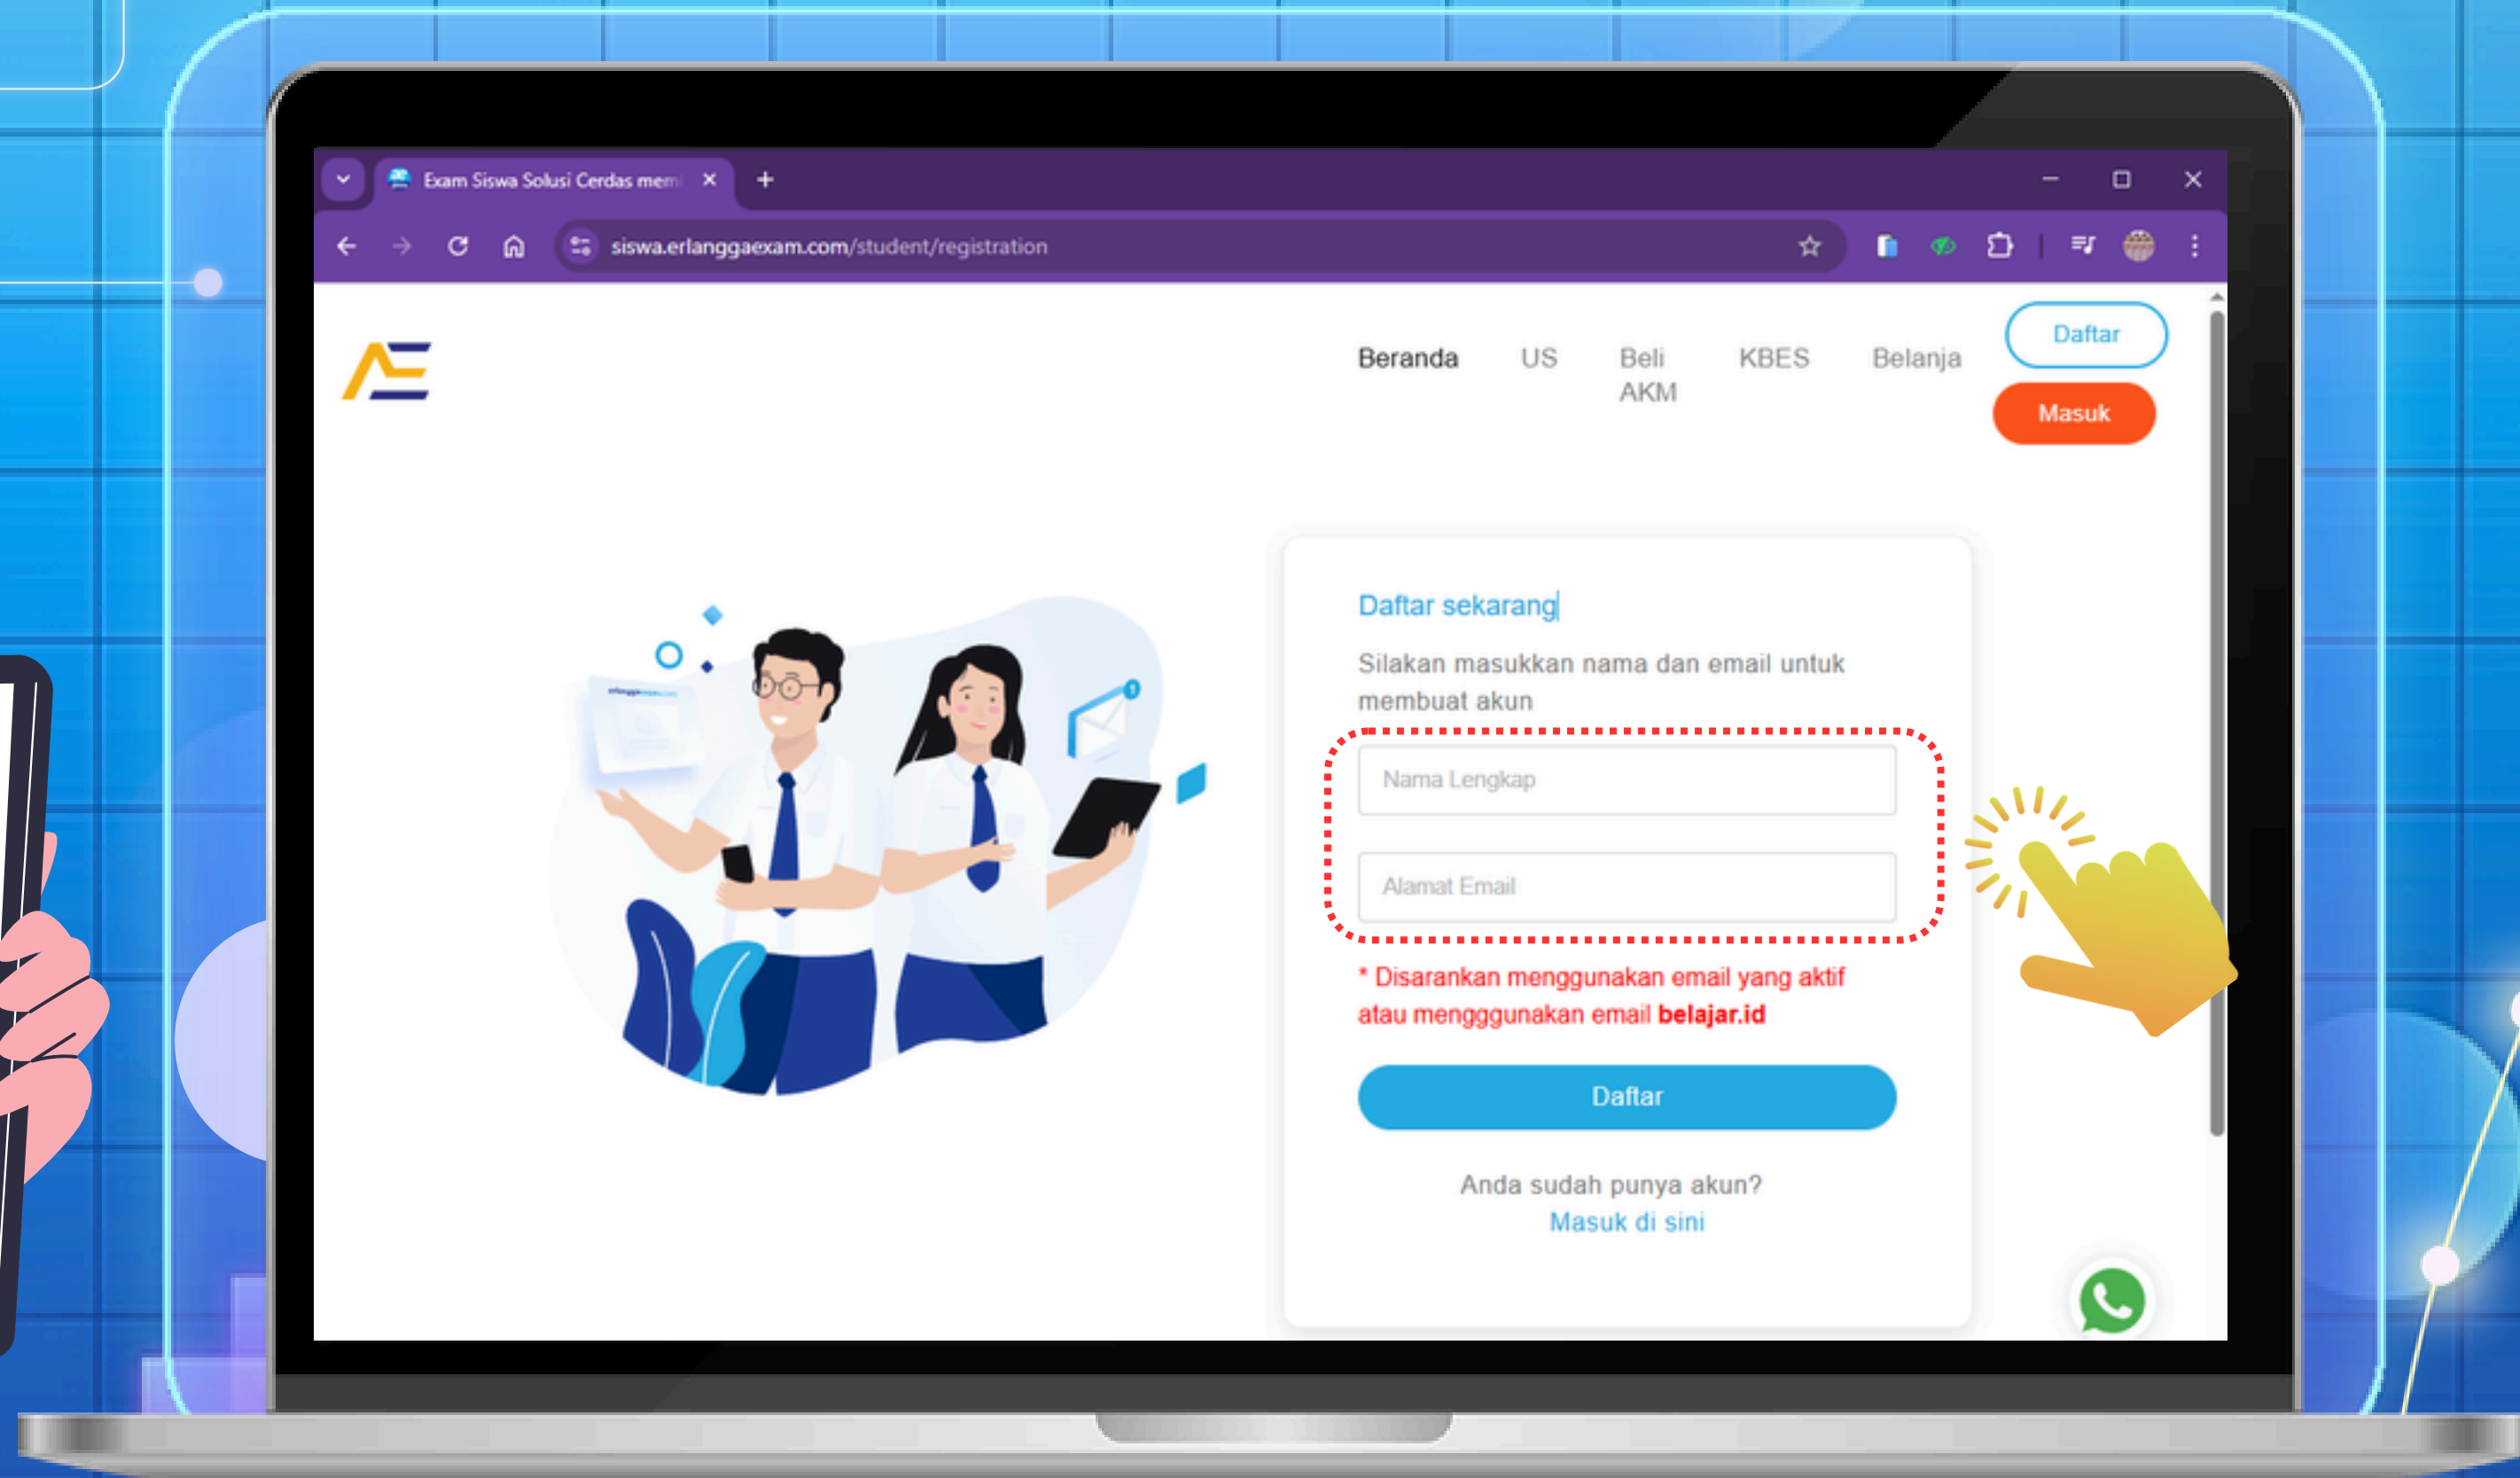 Exam Siswa Solusi Cerdas mem
siswa.erlanggaexam.com/student/registration
Beranda
US
Beli
AKM
KBES
Belanja
Daftar
Masuk
Daftar sekarang
Silakan masukkan nama dan email untuk
membuat akun
Nama Lengkap
Alamat Email
* Disarankan menggunakan email yang aktif
atau mengggunakan email belajar.id
Daftar
Anda sudah punya akun?
Masuk di sini